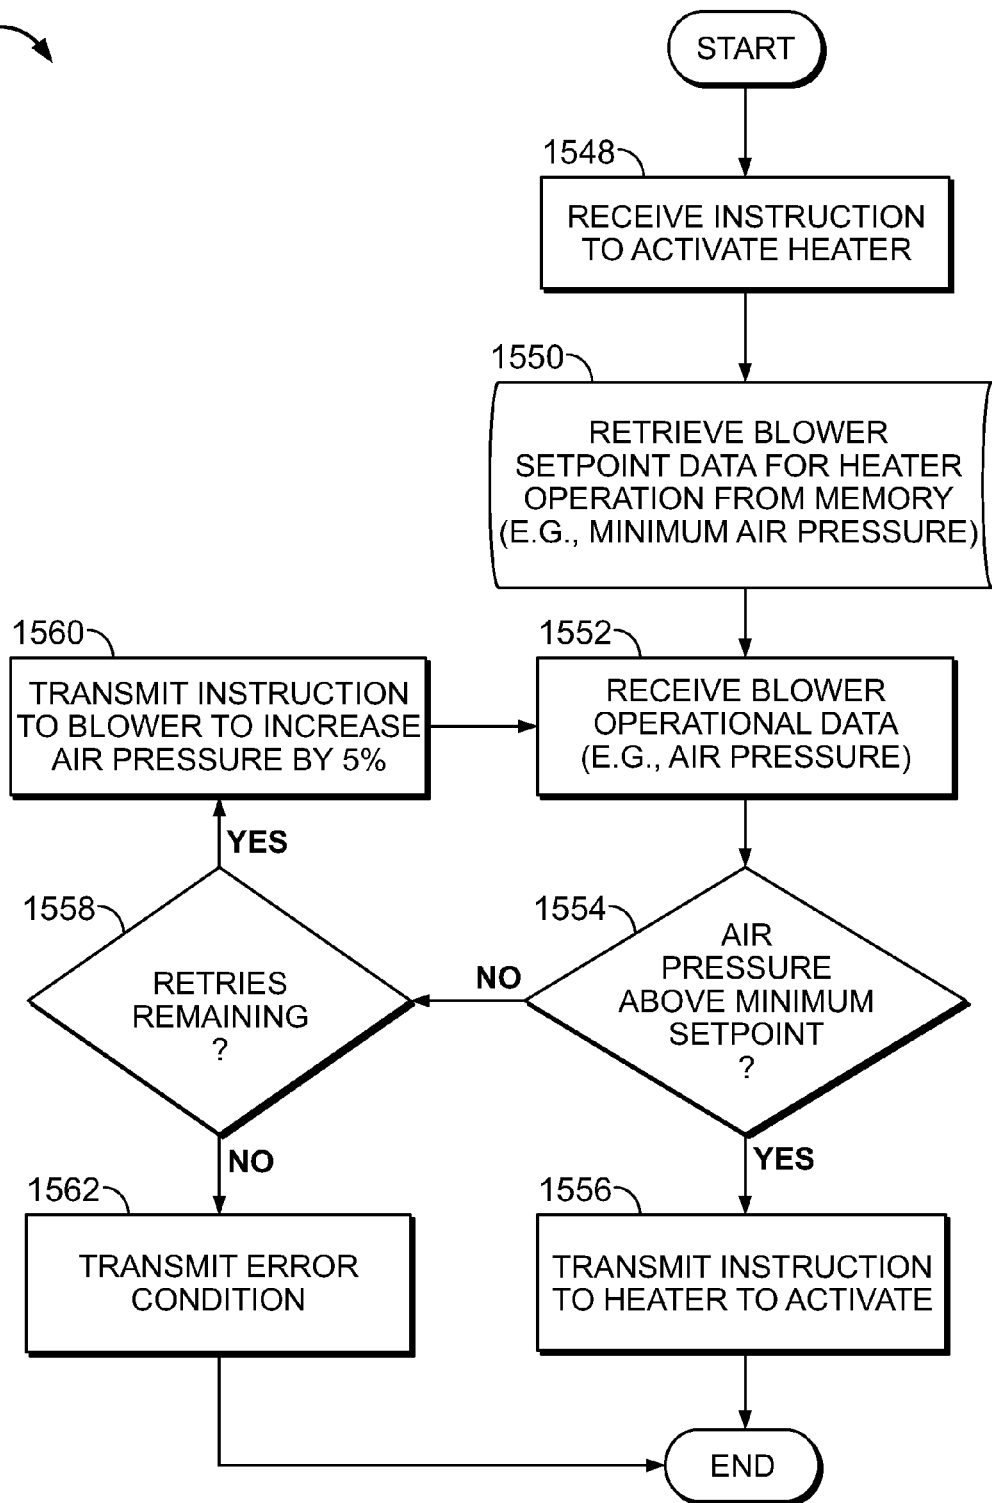 START
1548
RECEIVE INSTRUCTION
TO ACTIVATE HEATER
1550
RETRIEVE BLOWER
SETPOINT DATA FOR HEATER
OPERATION FROM MEMORY
(E.G., MINIMUM AIR PRESSURE)
1560
TRANSMIT INSTRUCTION
TO BLOWER TO INCREASE
AIR PRESSURE BY 5%
1552
RECEIVE BLOWER
OPERATIONAL DATA
(E.G., AIR PRESSURE)
YES
1558
RETRIES
REMAINING
?
NO
1554
AIR
PRESSURE
ABOVE MINIMUM
SETPOINT
?
NO
YES
1562
TRANSMIT ERROR
CONDITION
1556
TRANSMIT INSTRUCTION
TO HEATER TO ACTIVATE
END